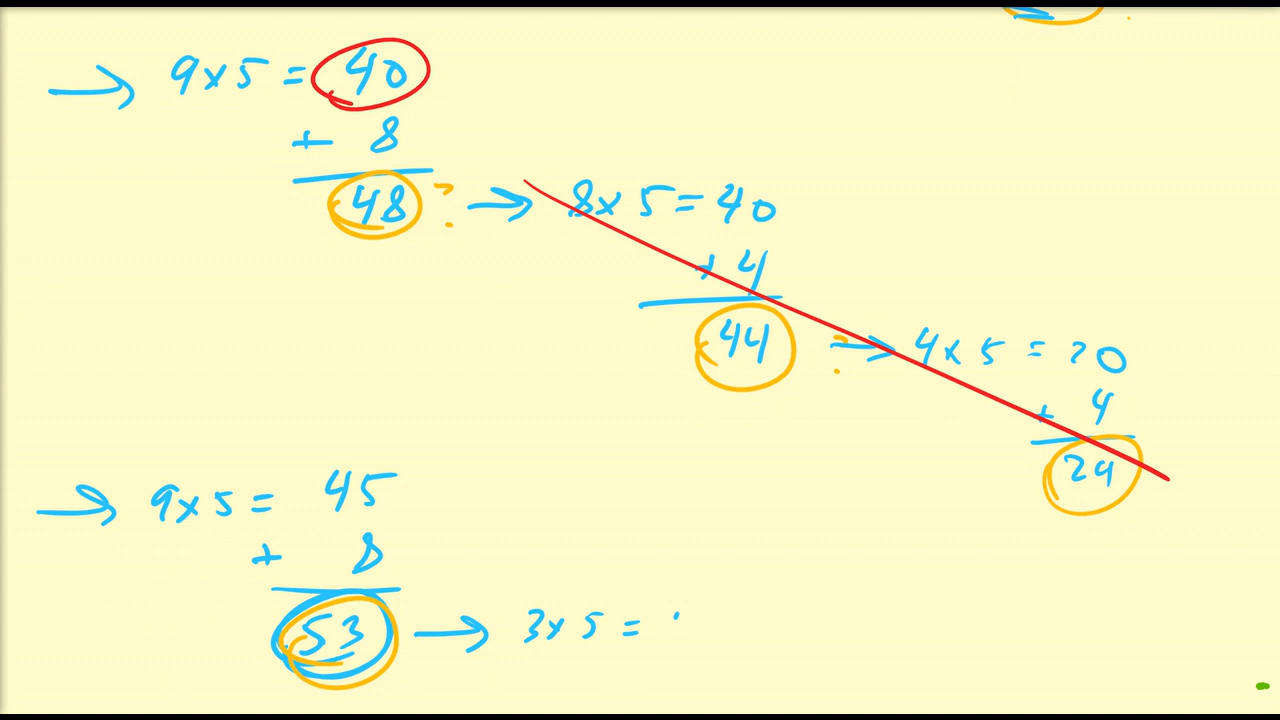 → 9x5 = 40
+ 8
48 ? → 8x5=40
+ 4
44 ? → 4x5 = 20
+ 4
24
→ 9x5 = 45
+ 8
53 → 3x5 =